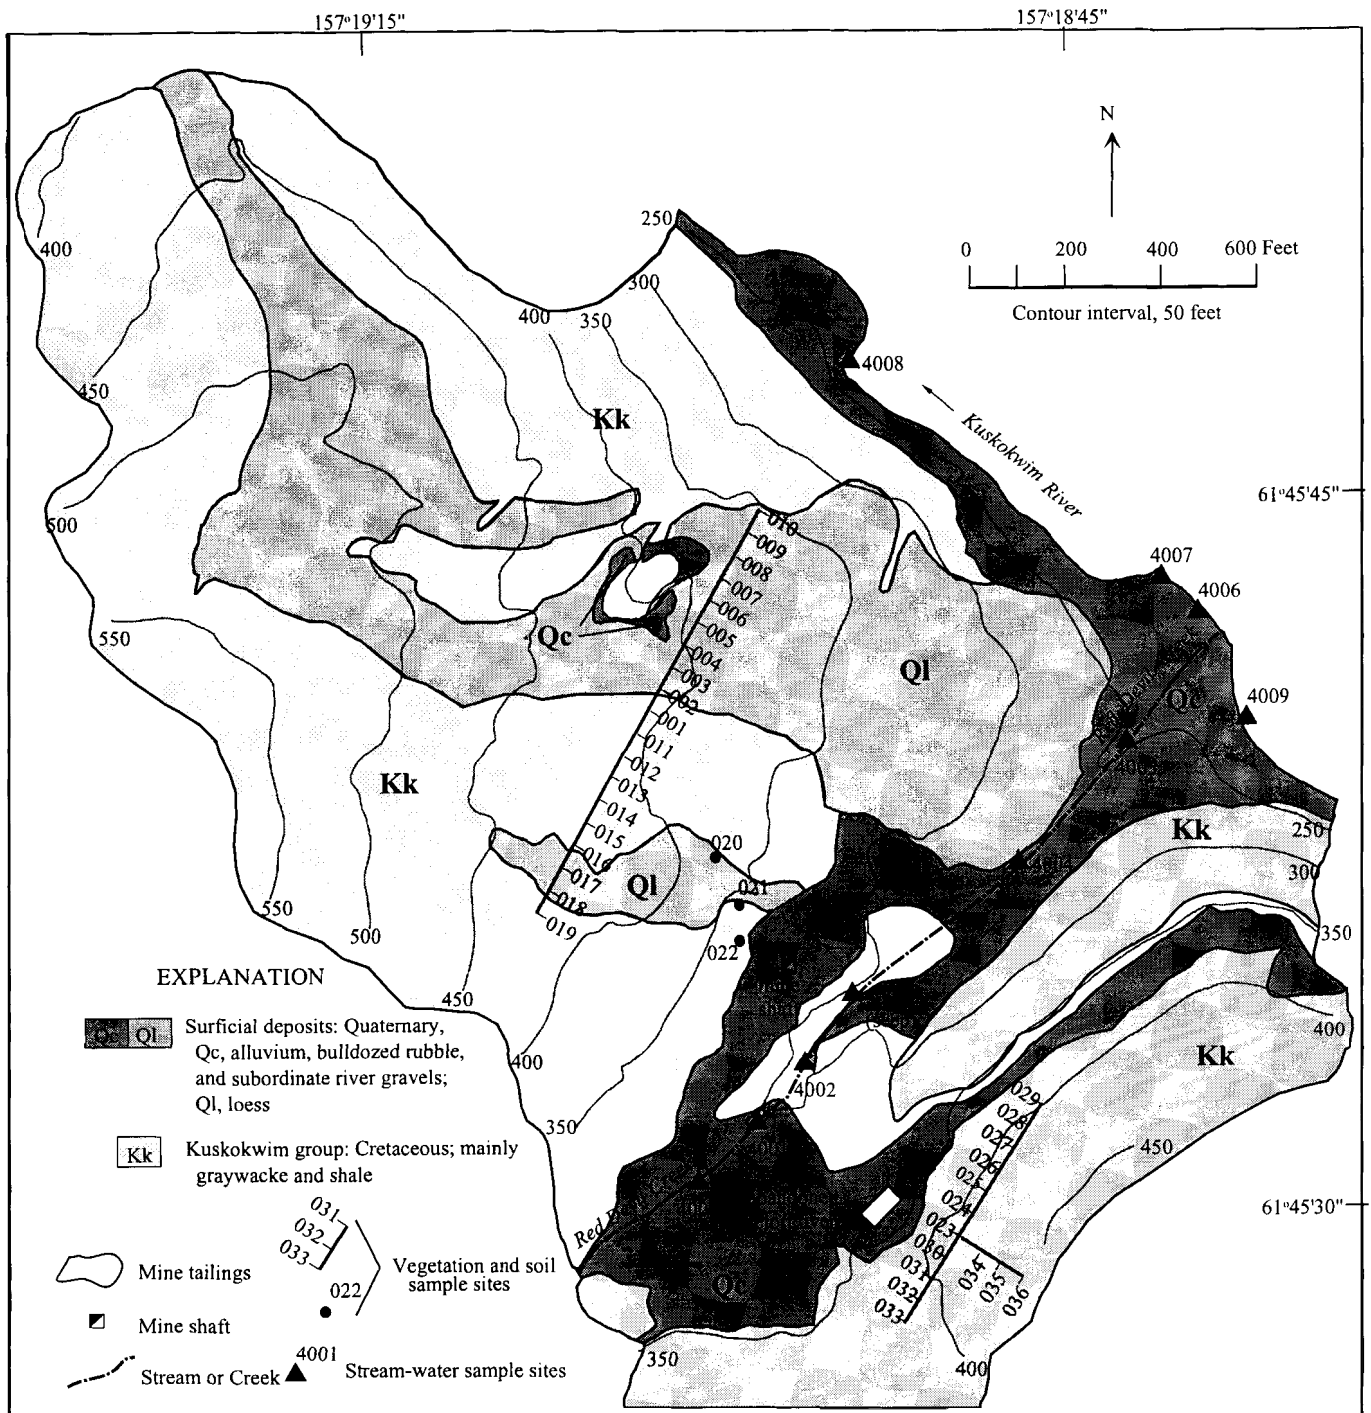 157°19'15"
157°18'45"
N
0 200 400 600 Feet
Contour interval, 50 feet
250
300
400
350
400
450
500
550
Kk
4008
Kuskokwim River
61°45'45"
4007
4006
4009
010
009
008
007
006
005
004
003
002
001
011
012
013
014
015
016
017
018
019
Qc
Ql
Qc
Kk
Kk
250
300
350
400
020
021
022
Ql
550
500
450
400
350
4002
Kk
450
61°45'30"
029
028
027
026
025
024
023
030
031
032
033
034
035
036
Red
Qc
350
400
EXPLANATION
Qc Ql Surficial deposits: Quaternary,
Qc, alluvium, bulldozed rubble,
and subordinate river gravels;
Ql, loess
Kk Kuskokwim group: Cretaceous; mainly
graywacke and shale
031
032
033
022
Vegetation and soil
sample sites
Mine tailings
Mine shaft
Stream or Creek
4001
Stream-water sample sites